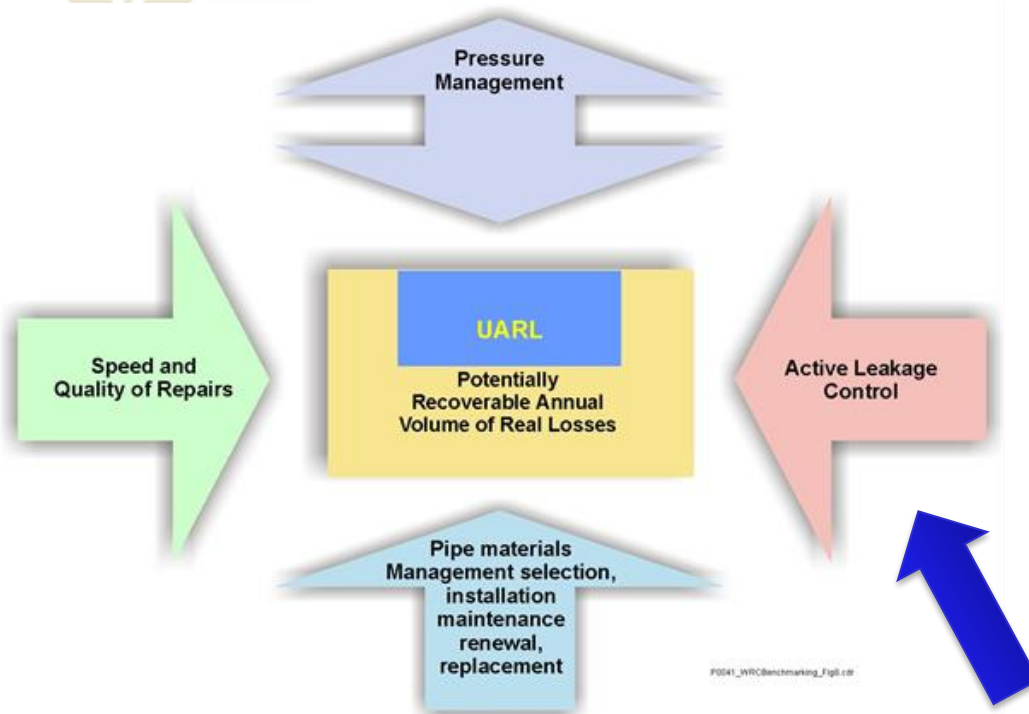 Pressure
Management
Speed and
Quality of Repairs
UARL
Potentially
Recoverable Annual
Volume of Real Losses
Active Leakage
Control
Pipe materials
Management selection,
installation
maintenance
renewal,
replacement
P0041_WRCBenchmarking_Fig8.cdr